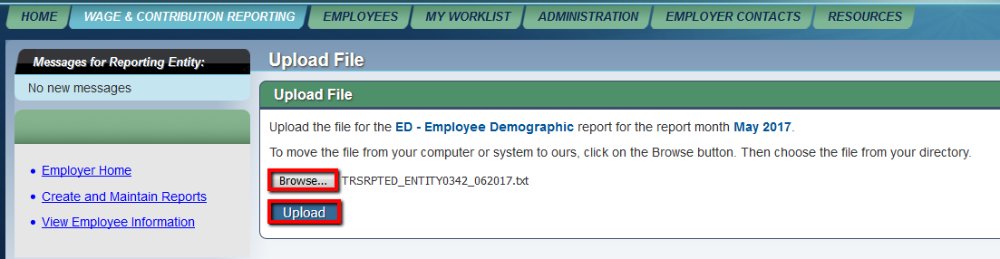 HOME WAGE & CONTRIBUTION REPORTING EMPLOYEES MY WORKLIST ADMINISTRATION EMPLOYER CONTACTS RESOURCES
Messages for Reporting Entity:
No new messages
Employer Home
Create and Maintain Reports
View Employee Information
Upload File
Upload File
Upload the file for the ED - Employee Demographic report for the report month May 2017.
To move the file from your computer or system to ours, click on the Browse button. Then choose the file from your directory.
Browse... TRSRPTED_ENTITY0342_062017.txt
Upload